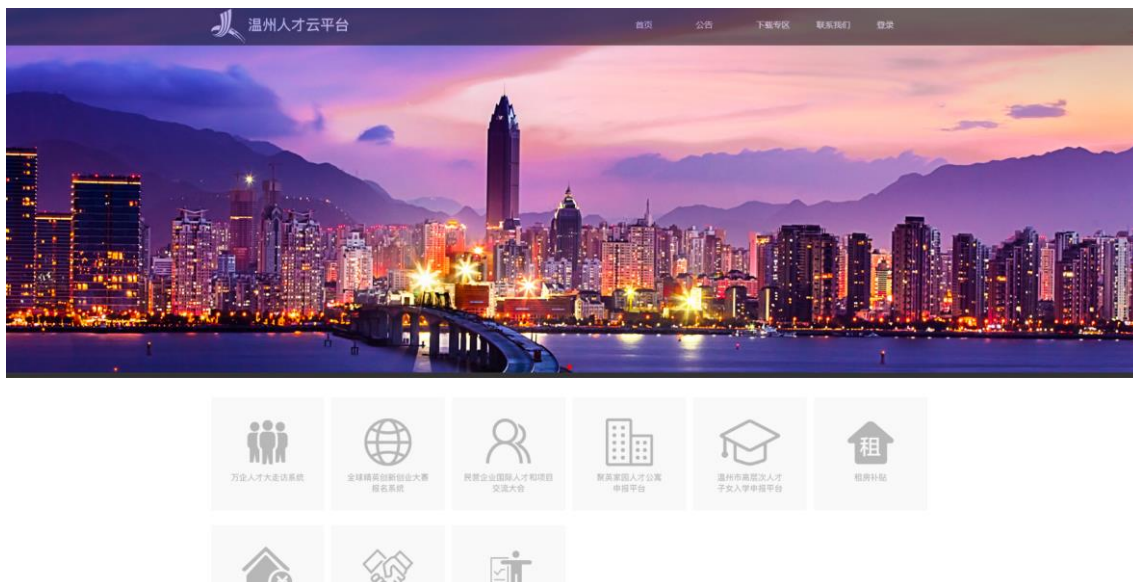 温州人才云平台
首页 公告 下载专区 联系我们 登录
万企人才大走访系统
全球精英创新创业大赛
报名系统
民营企业国际人才和项目
交流大会
聚英家园人才公寓
申报平台
温州市高层次人才
子女入学申报平台
租
租房补贴